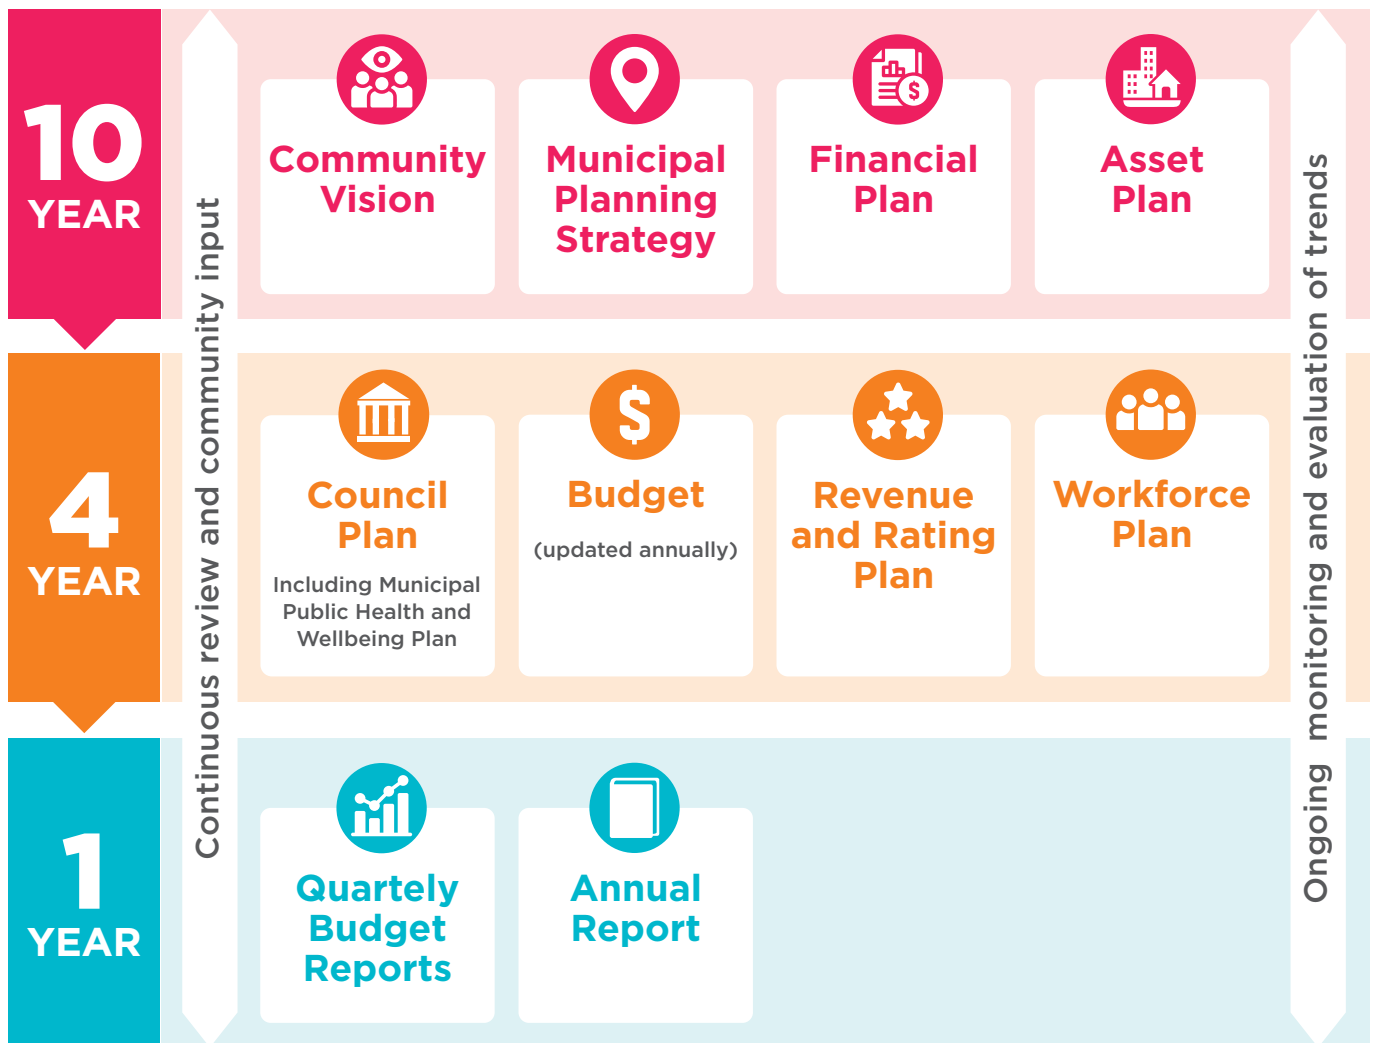 10
YEAR
Continuous review and community input
Community
Vision
Municipal
Planning
Strategy
Financial
Plan
Asset
Plan
Ongoing monitoring and evaluation of trends
4
YEAR
Council
Plan
Including Municipal
Public Health and
Wellbeing Plan
$
Budget
(updated annually)
Revenue
and Rating
Plan
Workforce
Plan
1
YEAR
Quartely
Budget
Reports
Annual
Report